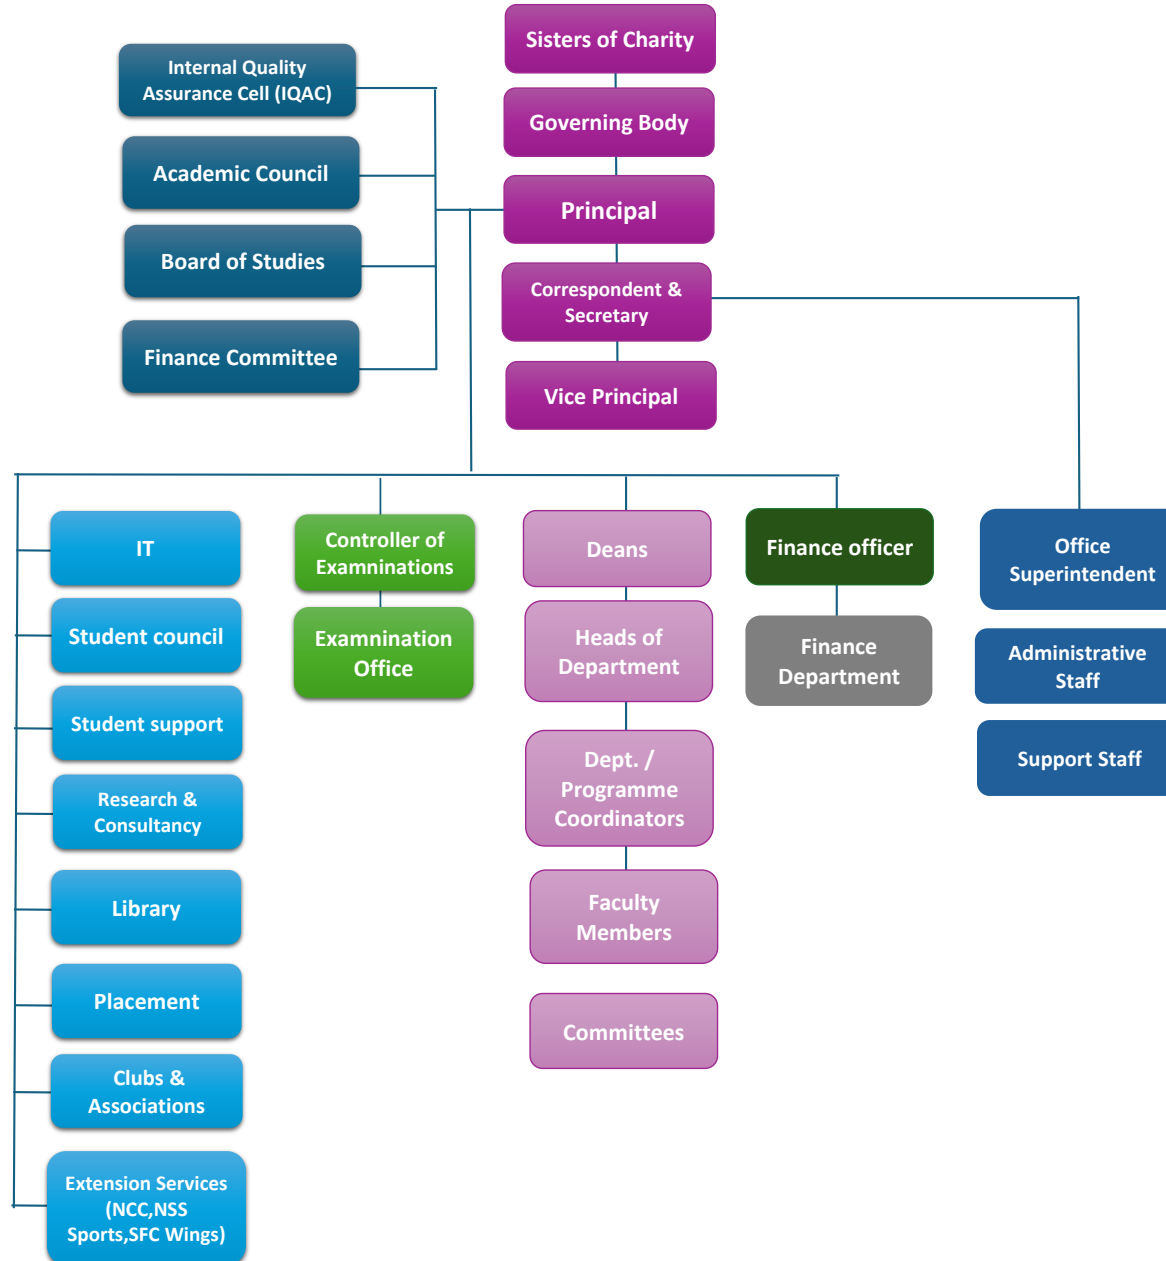 Sisters of Charity
Internal Quality
Assurance Cell (IQAC)
Governing Body
Academic Council
Principal
Board of Studies
Correspondent &
Secretary
Finance Committee
Vice Principal
IT
Student council
Student support
Research &
Consultancy
Library
Placement
Clubs &
Associations
Extension Services
(NCC,NSS
Sports,SFC Wings)
Controller of
Examninations
Examnination
Office
Deans
Heads of
Department
Dept. /
Programme
Coordinators
Faculty
Members
Committees
Finance officer
Finance
Department
Office
Superintendent
Administrative
Staff
Support Staff